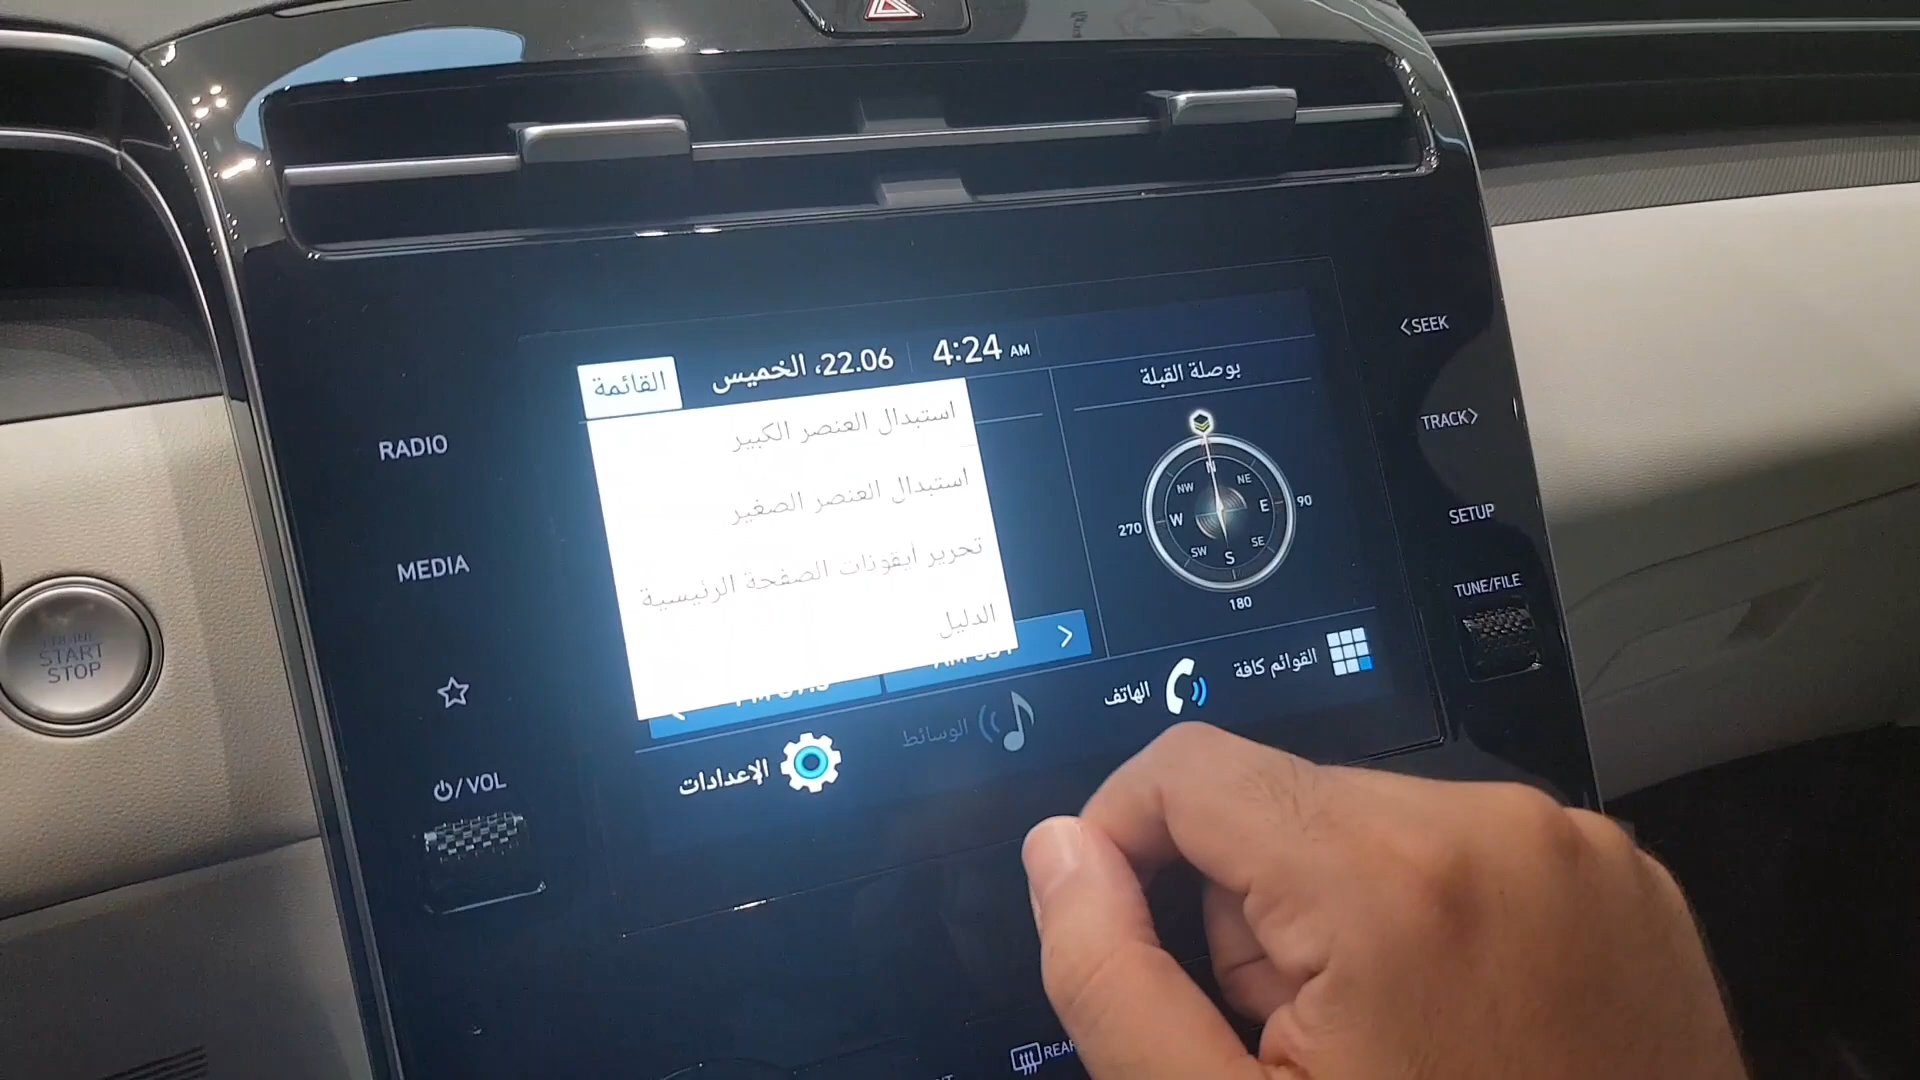 القائمة
22.06، الخميس
4:24 AM
استبدال العنصر الكبير
استبدال العنصر الصغير
تحرير أيقونات الصفحة الرئيسية
الدليل
بوصلة القبلة
N
NE
E
SE
S
SW
W
NW
90
180
270
القوائم كافة
الهاتف
الوسائط
الإعدادات
RADIO
MEDIA
VOL
<SEEK
TRACK>
SETUP
TUNE/FILE
ENGINE
START
STOP